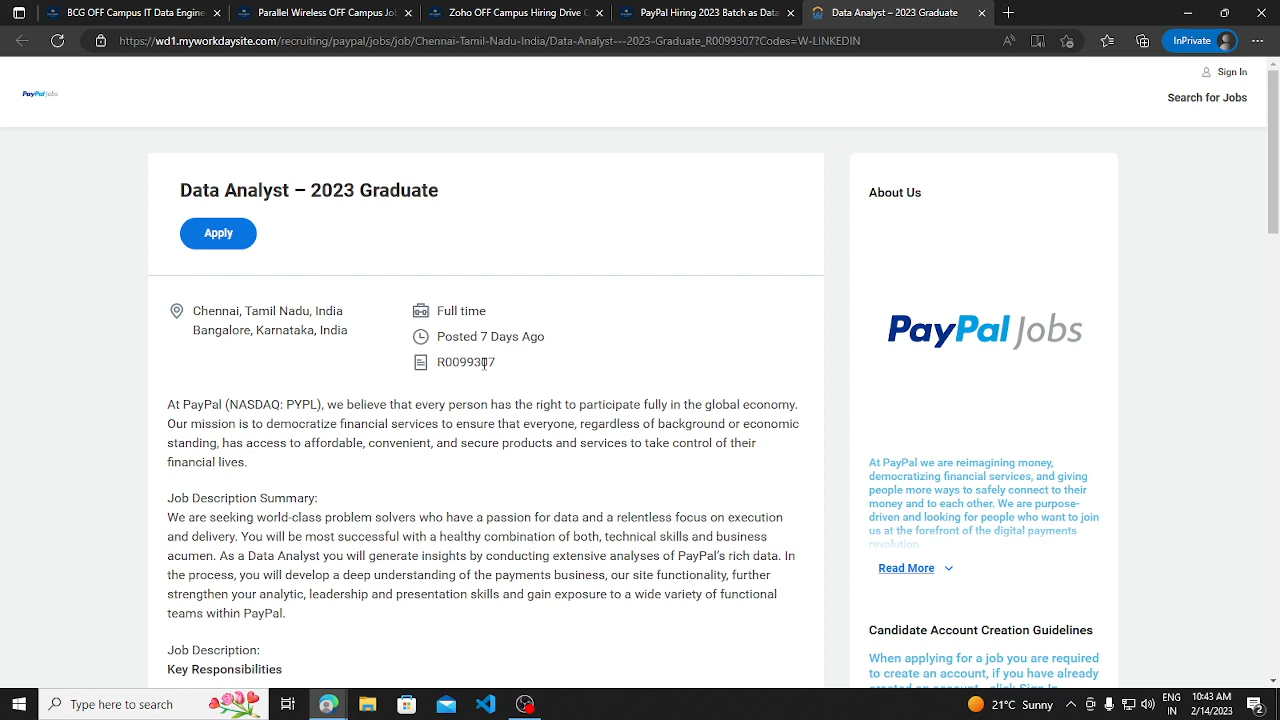 BCG OFF Campus IT Data Engine
Parallel Wireless OFF Campus Jo
Zoho OFF Campus Hiring Drive
PayPal Hiring 2023 Batch as Data
Data Analyst – 2023 Graduate
https://wd1.myworkdaysite.com/recruiting/paypal/jobs/job/Chennai-Tamil-Nadu-India/Data-Analyst---2023-Graduate_R0099307?Codes=W-LINKEDIN
InPrivate
PayPal Jobs
Sign In
Search for Jobs
Data Analyst – 2023 Graduate
Apply
Chennai, Tamil Nadu, India
Bangalore, Karnataka, India
Full time
Posted 7 Days Ago
R0099307
At PayPal (NASDAQ: PYPL), we believe that every person has the right to participate fully in the global economy.
Our mission is to democratize financial services to ensure that everyone, regardless of background or economic
standing, has access to affordable, convenient, and secure products and services to take control of their
financial lives.
Job Description Summary:
We are seeking world-class problem solvers who have a passion for data and a relentless focus on execution
and delivery. You will be most successful with a healthy combination of both, technical skills and business
acumen. As a Data Analyst you will generate insights by conducting extensive analyses of PayPal’s rich data. In
the process, you will develop a deep understanding of the payments business, our site functionality, further
strengthen your analytic, leadership and presentation skills and gain exposure to a wide variety of functional
teams within PayPal.
Job Description:
Key Responsibilities
About Us
PayPal Jobs
At PayPal we are reimagining money,
democratizing financial services, and giving
people more ways to safely connect to their
money and to each other. We are purpose-
driven and looking for people who want to join
us at the forefront of the digital payments
revolution.
Read More
Candidate Account Creation Guidelines
When applying for a job you are required
to create an account, if you have already
created an account - click Sign In.
Type here to search
21°C Sunny
ENG
IN
10:43 AM
2/14/2023
2